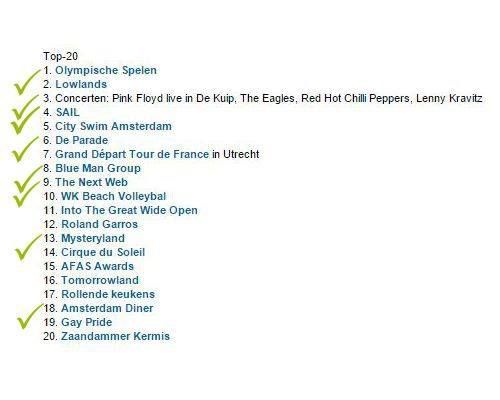 Top-20
1. Olympische Spelen
2. Lowlands
3. Concerten: Pink Floyd live in De Kuip, The Eagles, Red Hot Chilli Peppers, Lenny Kravitz
4. SAIL
5. City Swim Amsterdam
6. De Parade
7. Grand Départ Tour de France in Utrecht
8. Blue Man Group
9. The Next Web
10. WK Beach Volleybal
11. Into The Great Wide Open
12. Roland Garros
13. Mysteryland
14. Cirque du Soleil
15. AFAS Awards
16. Tomorrowland
17. Rollende keukens
18. Amsterdam Diner
19. Gay Pride
20. Zaandammer Kermis